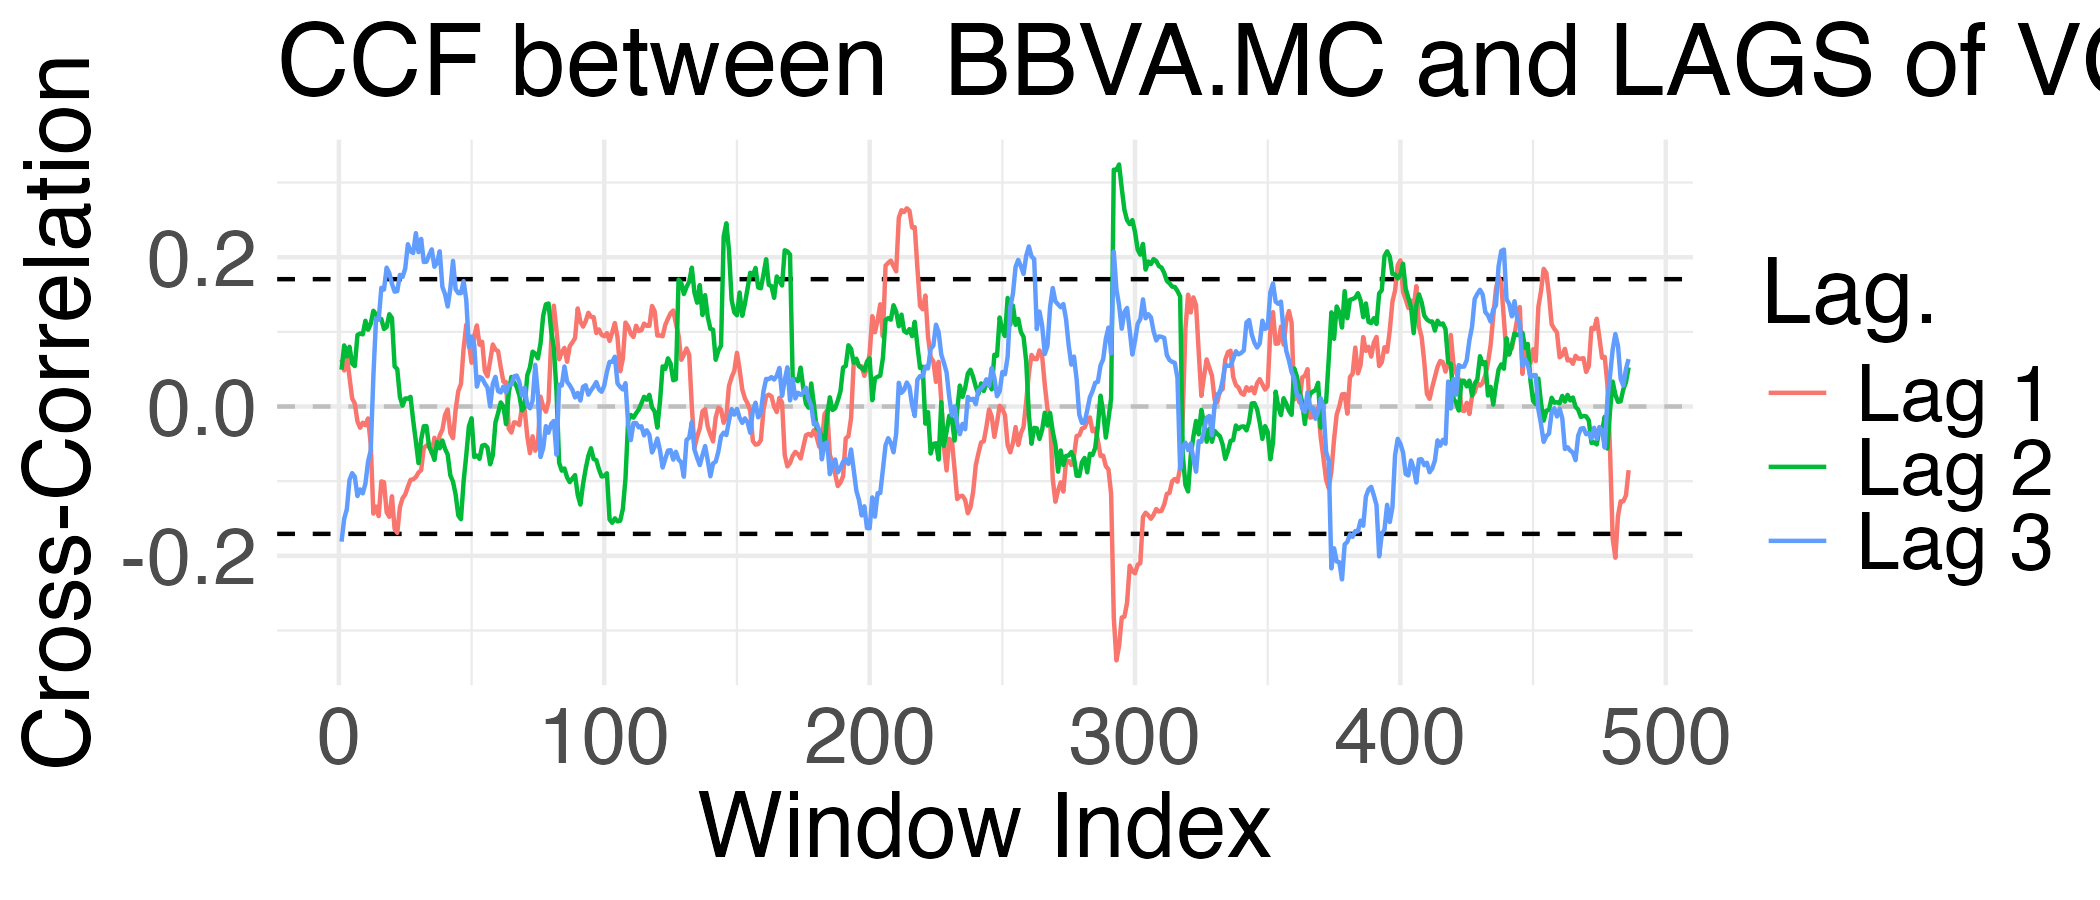 CCF between  BBVA.MC and LAGS of
Cross-Correlation
0.2
0.0
-0.2
0 100 200 300 400 500
Window Index
Lag.
Lag 1
Lag 2
Lag 3